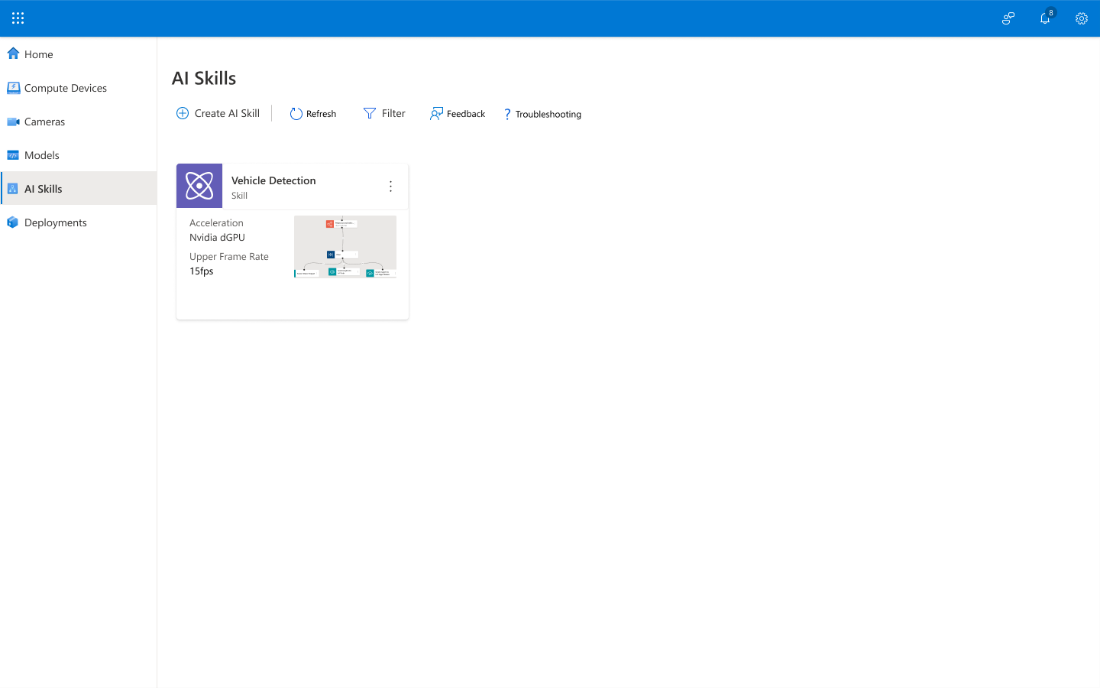 8
Home
Compute Devices
Cameras
Models
AI Skills
Deployments
AI Skills
Create AI Skill
Refresh
Filter
Feedback
? Troubleshooting
Vehicle Detection
Skill
Acceleration
Nvidia dGPU
Upper Frame Rate
15fps